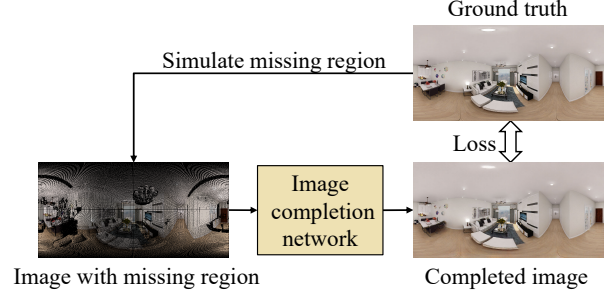 Ground truth
Simulate missing region
Loss
Image
completion
network
Image with missing region
Completed image